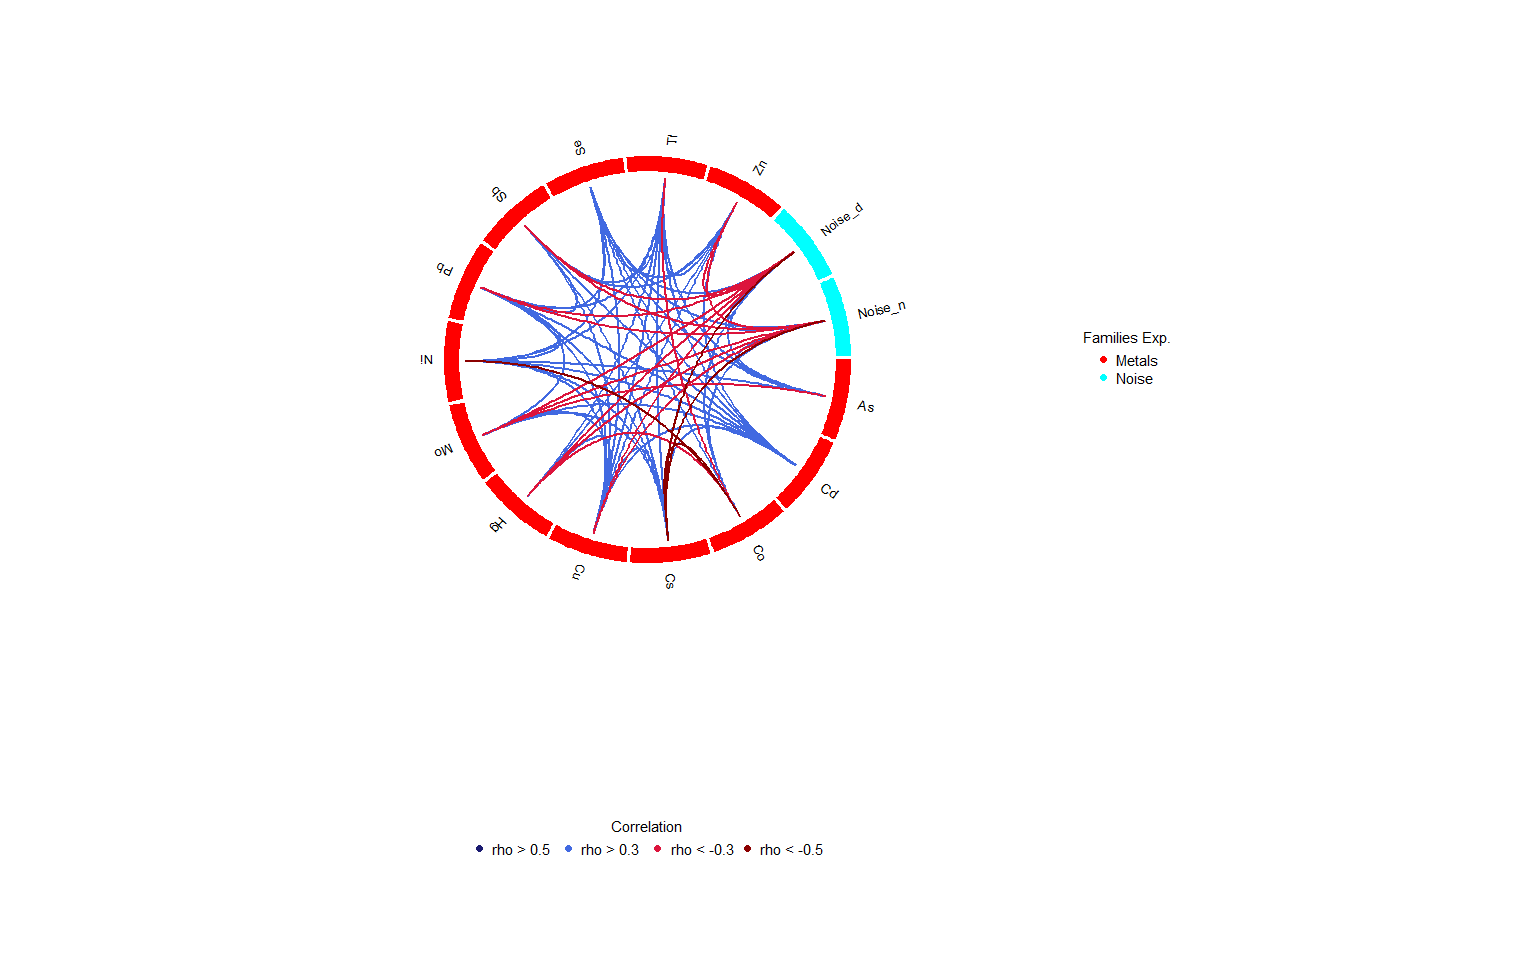 Tl
Se
Zn
Sb
Noise_d
Pb
Noise_n
Families Exp.
Ni
Metals
Noise
As
Mo
Cd
Hg
Co
Cu
Cs
Correlation
rho > 0.5 rho > 0.3 rho < -0.3 rho < -0.5